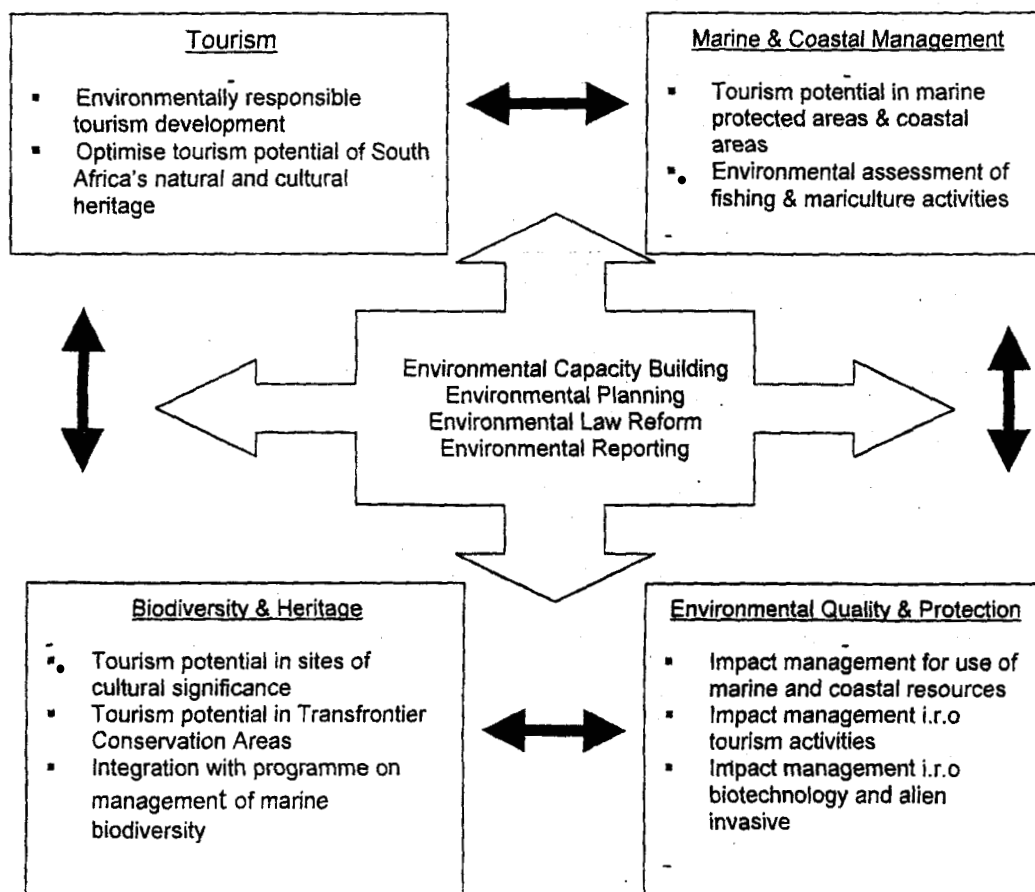 Tourism
▪ Environmentally responsible
tourism development
▪ Optimise tourism potential of South
Africa's natural and cultural
heritage
Marine & Coastal Management
▪ Tourism potential in marine
protected areas & coastal
areas
▪ Environmental assessment of
fishing & mariculture activities
Environmental Capacity Building
Environmental Planning
Environmental Law Reform
Environmental Reporting
Biodiversity & Heritage
▪ Tourism potential in sites of
cultural significance
▪ Tourism potential in Transfrontier
Conservation Areas
▪ Integration with programme on
management of marine
biodiversity
Environmental Quality & Protection
▪ Impact management for use of
marine and coastal resources
▪ Impact management i.r.o
tourism activities
▪ Impact management i.r.o
biotechnology and alien
invasive